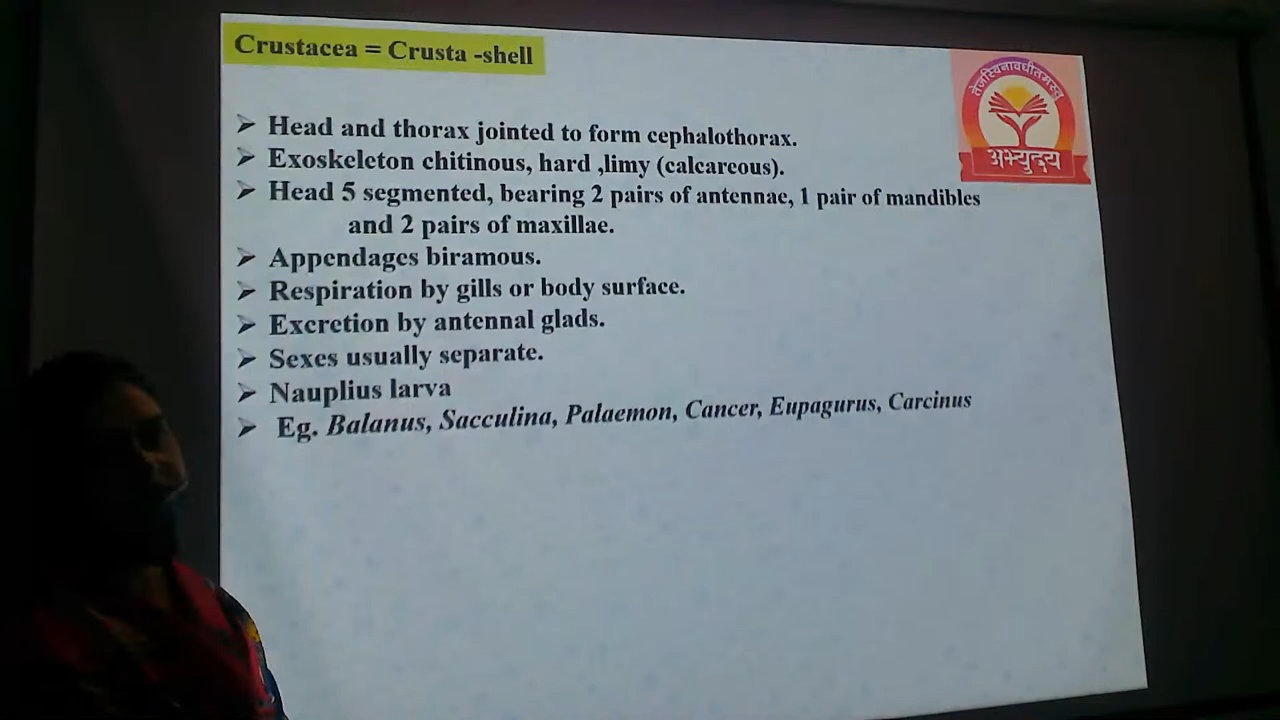 Crustacea = Crusta -shell
तेजस्विनावधीतमस्तु
अभ्युदय
➢ Head and thorax jointed to form cephalothorax.
➢ Exoskeleton chitinous, hard ,limy (calcareous).
➢ Head 5 segmented, bearing 2 pairs of antennae, 1 pair of mandibles
and 2 pairs of maxillae.
➢ Appendages biramous.
➢ Respiration by gills or body surface.
➢ Excretion by antennal glads.
➢ Sexes usually separate.
➢ Nauplius larva
➢ Eg. Balanus, Sacculina, Palaemon, Cancer, Eupagurus, Carcinus